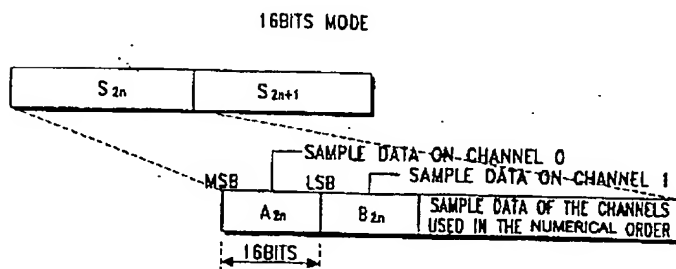 16BITS MODE
S2n S2n+1
SAMPLE DATA ON CHANNEL 0
SAMPLE DATA ON CHANNEL 1
MSB LSB
A2n B2n SAMPLE DATA OF THE CHANNELS
USED IN THE NUMERICAL ORDER
16BITS